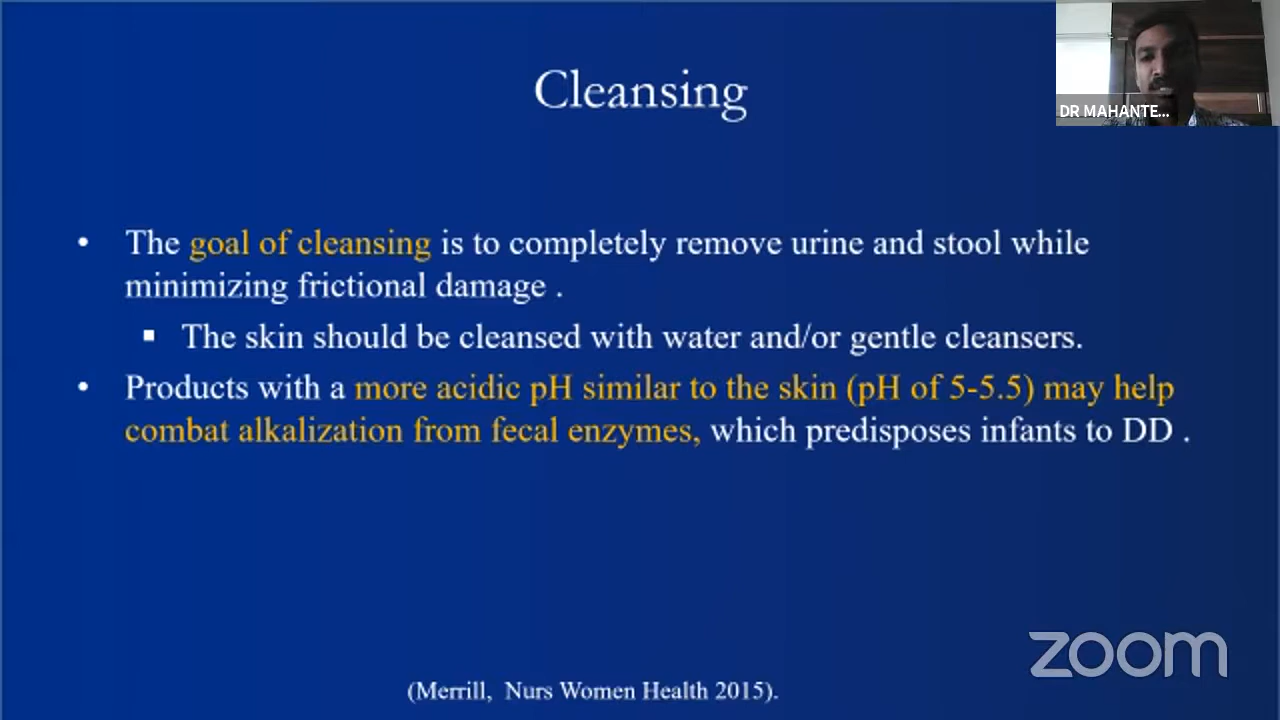 Cleansing
DR MAHANTE...
• The goal of cleansing is to completely remove urine and stool while
minimizing frictional damage .
▪ The skin should be cleansed with water and/or gentle cleansers.
• Products with a more acidic pH similar to the skin (pH of 5-5.5) may help
combat alkalization from fecal enzymes, which predisposes infants to DD .
zoom
(Merrill, Nurs Women Health 2015).